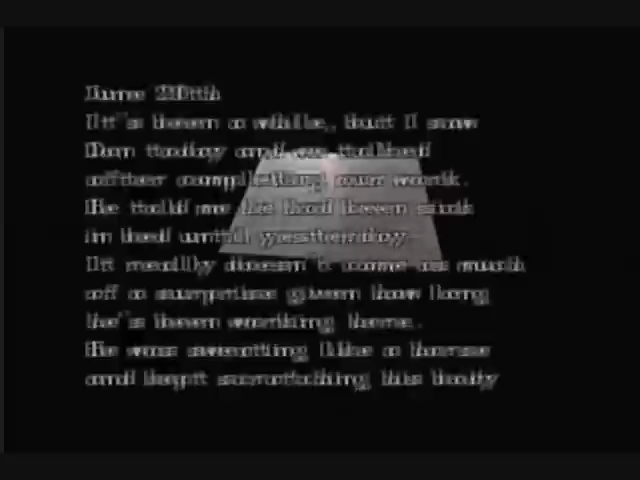 June 20th
It's been a while, but I saw
Dan today and we talked
after completing our work.
He told me he had been sick
in bed until yesterday.
It really doesn't come as much
of a surprise given how long
he's been working here.
He was sweating like a horse
and kept scratching his body